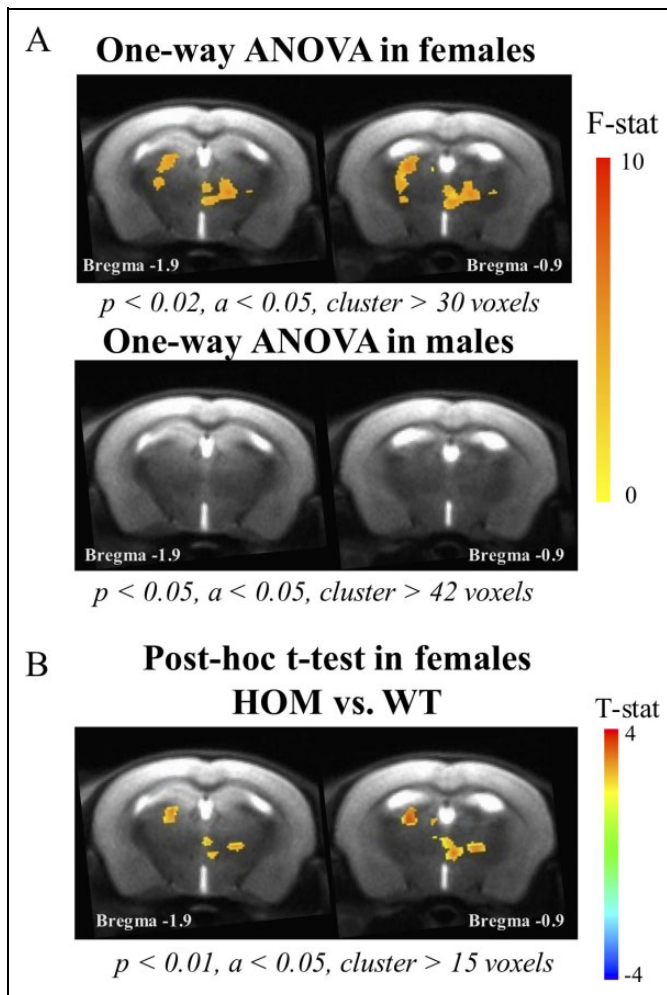 A
One-way ANOVA in females
F-stat
10
Bregma -1.9
Bregma -0.9
p < 0.02, a < 0.05, cluster > 30 voxels
One-way ANOVA in males
0
Bregma -1.9
Bregma -0.9
p < 0.05, a < 0.05, cluster > 42 voxels
B
Post-hoc t-test in females
HOM vs. WT
T-stat
4
Bregma -1.9
Bregma -0.9
-4
p < 0.01, a < 0.05, cluster > 15 voxels